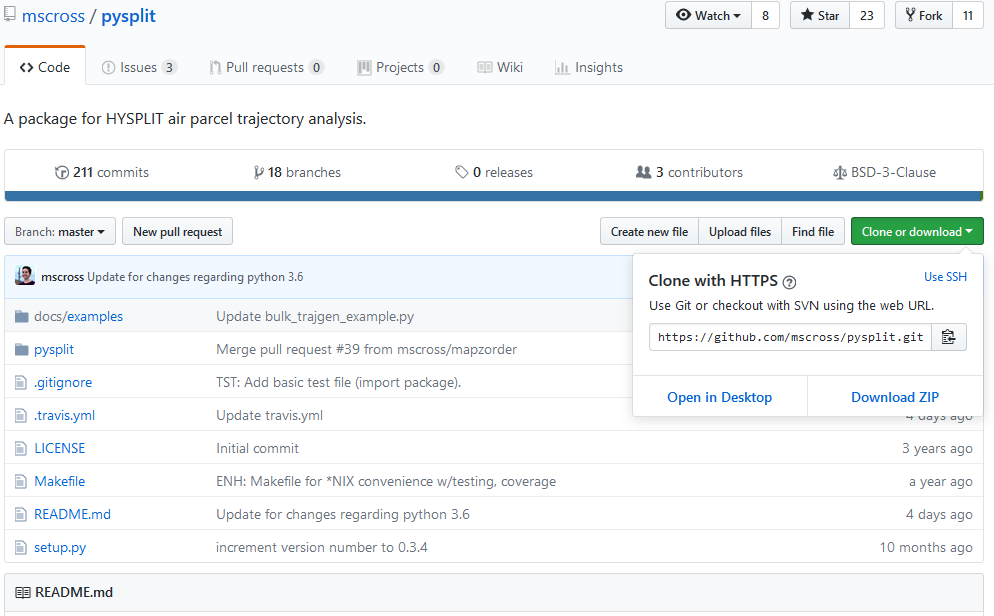 mscross / pysplit
Watch 8 Star 23 Fork 11
Code Issues 3 Pull requests 0 Projects 0 Wiki Insights
A package for HYSPLIT air parcel trajectory analysis.
211 commits 18 branches 0 releases 3 contributors BSD-3-Clause
Branch: master New pull request Create new file Upload files Find file Clone or download
mscross Update for changes regarding python 3.6
docs/examples Update bulk_trajgen_example.py
pysplit Merge pull request #39 from mscross/mapzorder
.gitignore TST: Add basic test file (import package).
.travis.yml Update travis.yml 4 days ago
LICENSE Initial commit 3 years ago
Makefile ENH: Makefile for *NIX convenience w/testing, coverage a year ago
README.md Update for changes regarding python 3.6 4 days ago
setup.py increment version number to 0.3.4 10 months ago
Clone with HTTPS ? Use SSH
Use Git or checkout with SVN using the web URL.
https://github.com/mscross/pysplit.git
Open in Desktop Download ZIP
README.md